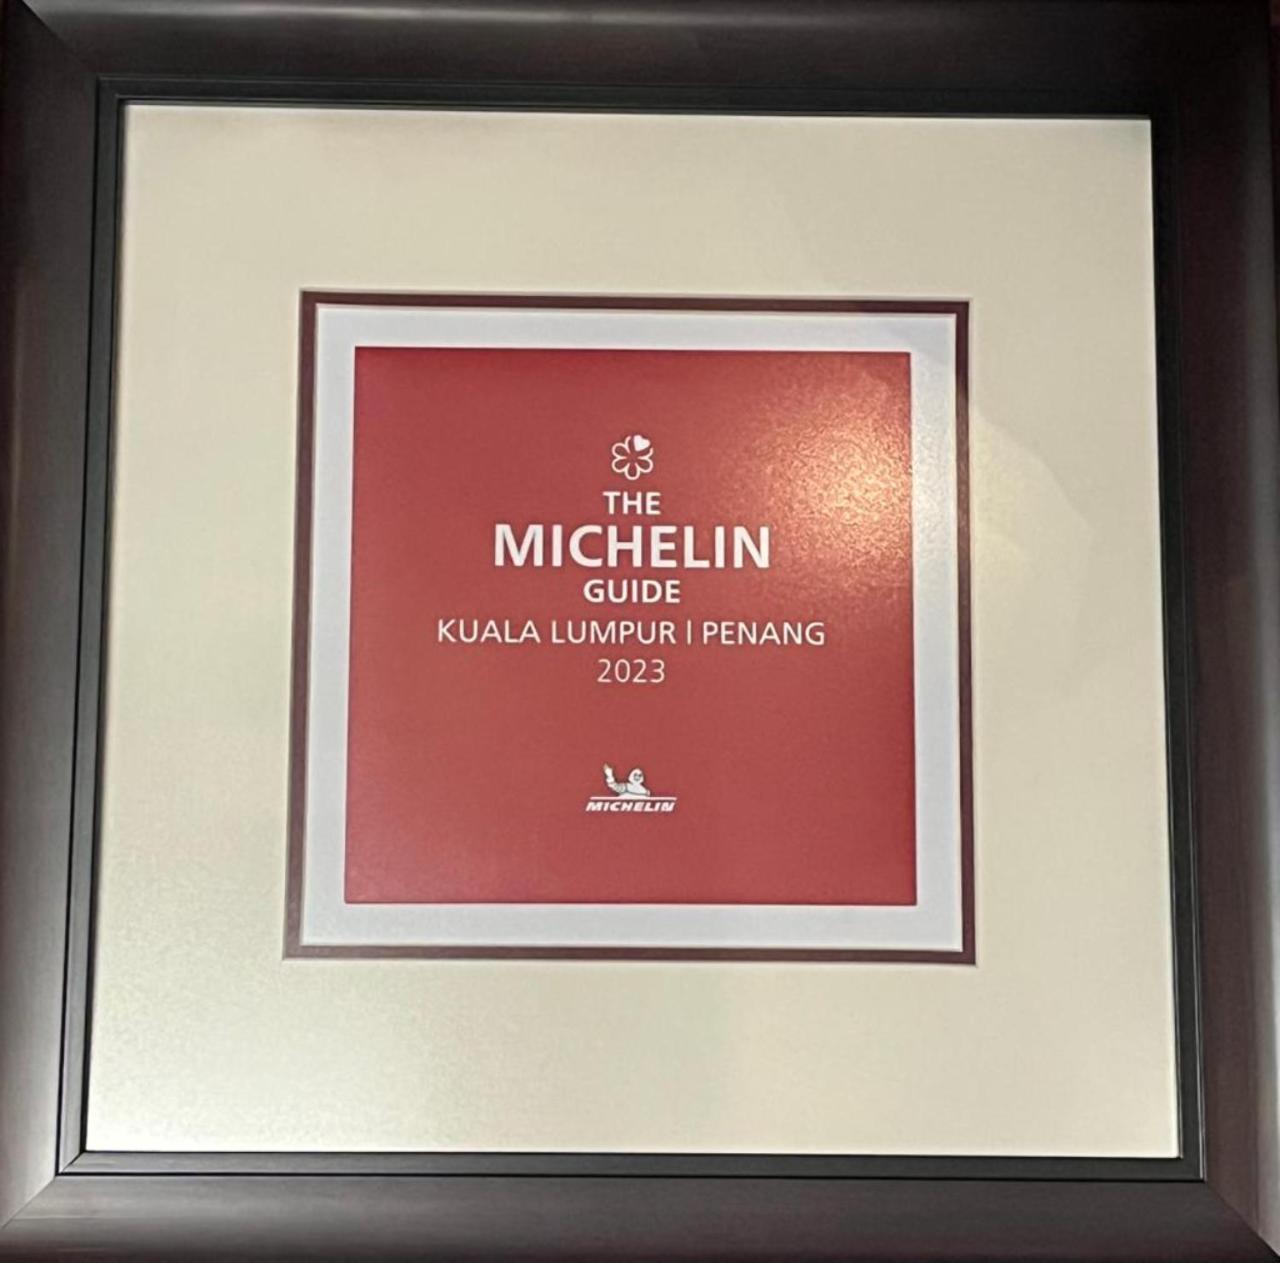 THE
MICHELIN
GUIDE
KUALA LUMPUR | PENANG
2023
MICHELIN